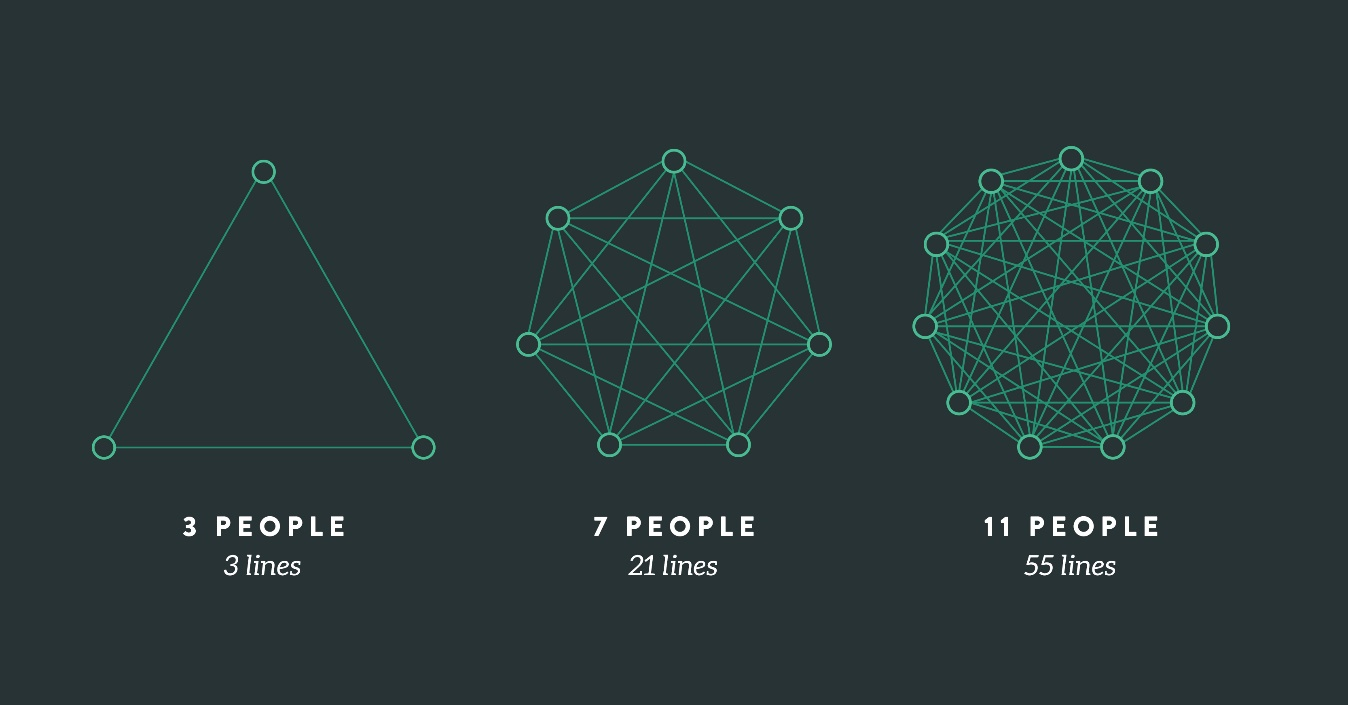 3 PEOPLE
3 lines
7 PEOPLE
21 lines
11 PEOPLE
55 lines